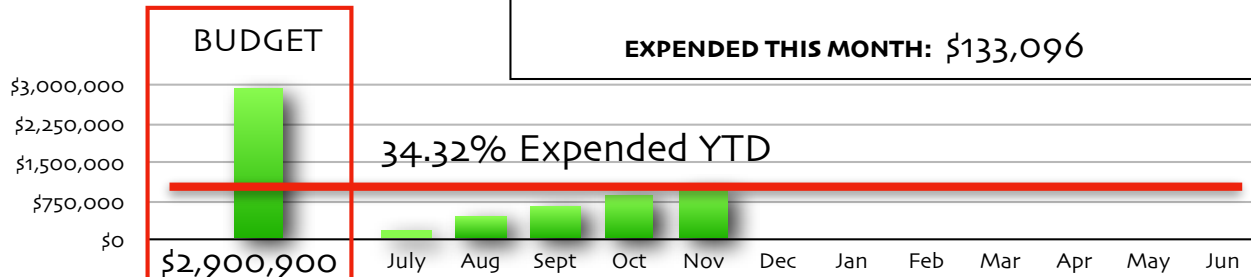 BUDGET
EXPENDED THIS MONTH: $133,096
$3,000,000
$2,250,000
34.32% Expended YTD
$1,500,000
$750,000
$0
$2,900,900
July Aug Sept Oct Nov Dec Jan Feb Mar Apr May Jun